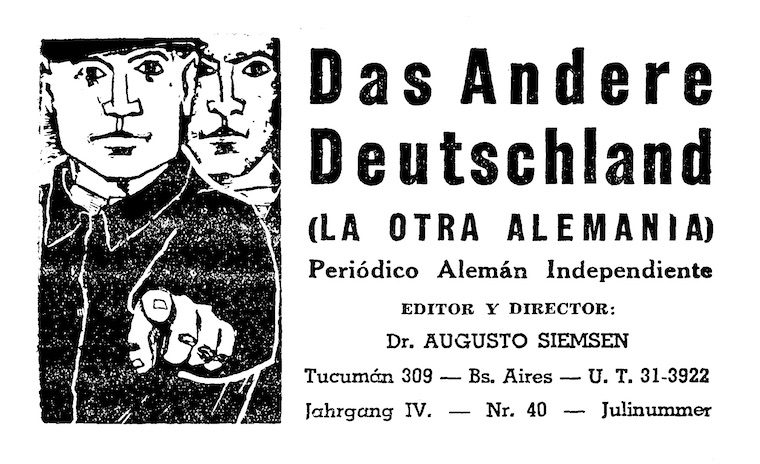 Das Andere
Deutschland
(LA OTRA ALEMANIA)
Periódico Alemán Independiente
EDITOR Y DIRECTOR:
Dr. AUGUSTO SIEMSEN
Tucumán 309 — Bs. Aires — U. T. 31-3922
Jahrgang IV. — Nr. 40 — Julinummer